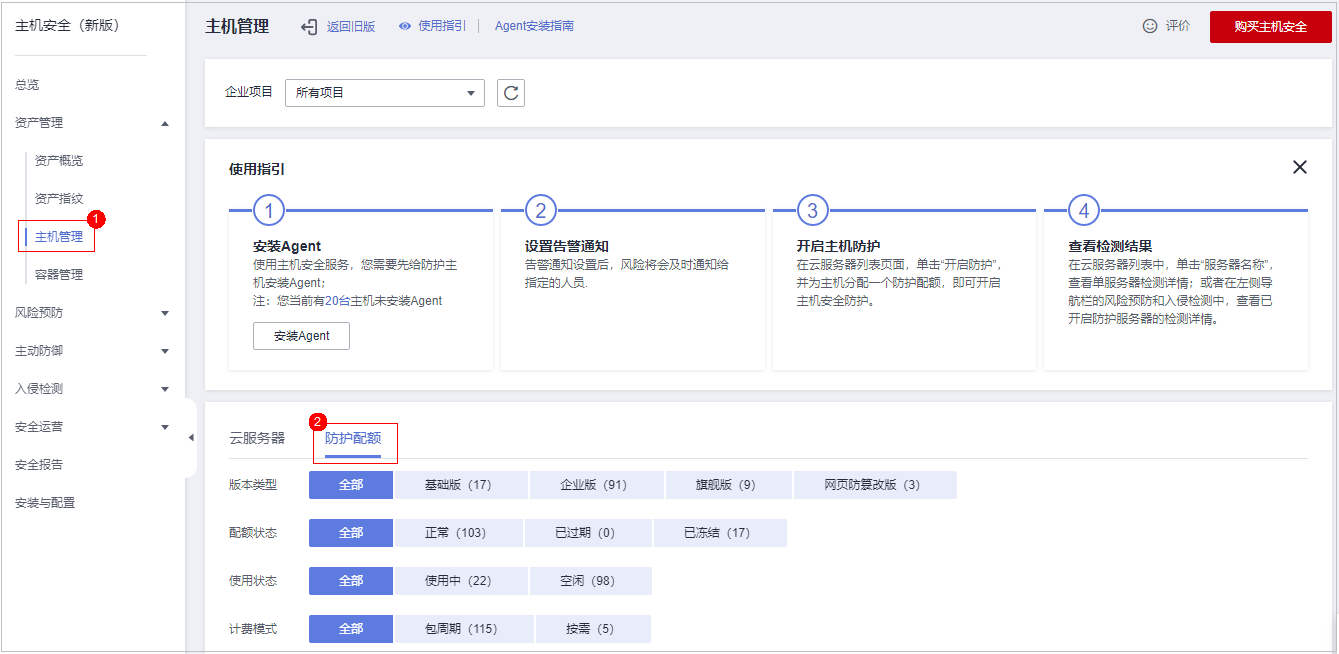 主机安全（新版）
总览
资产管理
资产概览
资产指纹
1
主机管理
容器管理
风险预防
主动防御
入侵检测
安全运营
安全报告
安装与配置
主机管理 返回旧版 使用指引 Agent安装指南 评价 购买主机安全
企业项目 所有项目
使用指引
1
安装Agent
使用主机安全服务，您需要先给防护主
机安装Agent；
注：您当前有20台主机未安装Agent
安装Agent
2
设置告警通知
告警通知设置后，风险将会及时通知给
指定的人员.
3
开启主机防护
在云服务器列表页面，单击“开启防护”，
并为主机分配一个防护配额，即可开启
主机安全防护。
4
查看检测结果
在云服务器列表中，单击“服务器名称”，
查看单服务器检测详情；或者在左侧导
航栏的风险预防和入侵检测中，查看已
开启防护服务器的检测详情。
2
云服务器 防护配额
版本类型 全部 基础版（17） 企业版（91） 旗舰版（9） 网页防篡改版（3）
配额状态 全部 正常（103） 已过期（0） 已冻结（17）
使用状态 全部 使用中（22） 空闲（98）
计费模式 全部 包周期（115） 按需（5）